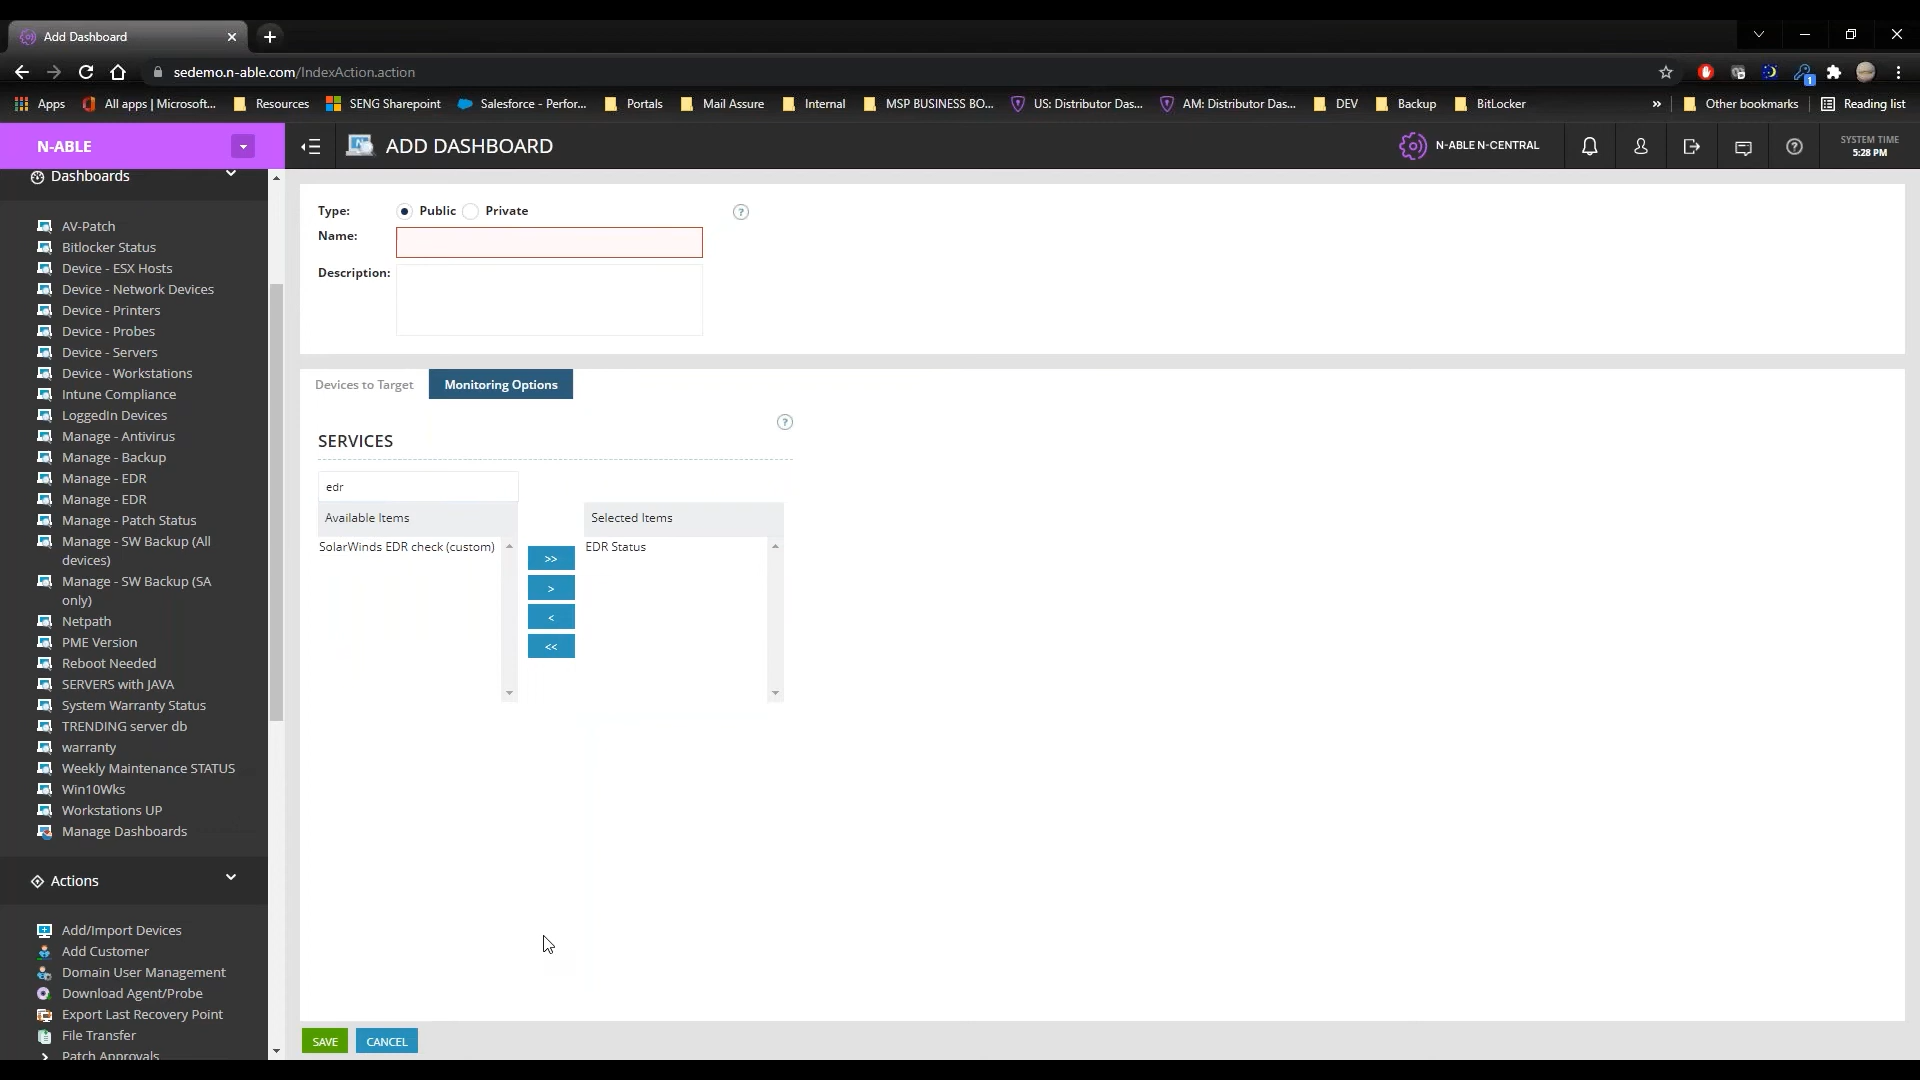 Add Dashboard
sedemo.n-able.com/IndexAction.action
1
Apps
All apps | Microsoft...
Resources
SENG Sharepoint
Salesforce - Perfor...
Portals
Mail Assure
Internal
MSP BUSINESS BO...
US: Distributor Das...
AM: Distributor Das...
DEV
Backup
BitLocker
»
Other bookmarks
Reading list
N-ABLE
ADD DASHBOARD
N-ABLE N-CENTRAL
SYSTEM TIME
5:28 PM
Dashboards
AV-Patch
Bitlocker Status
Device - ESX Hosts
Device - Network Devices
Device - Printers
Device - Probes
Device - Servers
Device - Workstations
Intune Compliance
LoggedIn Devices
Manage - Antivirus
Manage - Backup
Manage - EDR
Manage - EDR
Manage - Patch Status
Manage - SW Backup (All
devices)
Manage - SW Backup (SA
only)
Netpath
PME Version
Reboot Needed
SERVERS with JAVA
System Warranty Status
TRENDING server db
warranty
Weekly Maintenance STATUS
Win10Wks
Workstations UP
Manage Dashboards
Actions
Add/Import Devices
Add Customer
Domain User Management
Download Agent/Probe
Export Last Recovery Point
File Transfer
Patch Approvals
Type:
Public
Private
?
Name:
Description:
Devices to Target
Monitoring Options
?
SERVICES
edr
Available Items
Selected Items
SolarWinds EDR check (custom)
EDR Status
>>
>
<
<<
SAVE
CANCEL